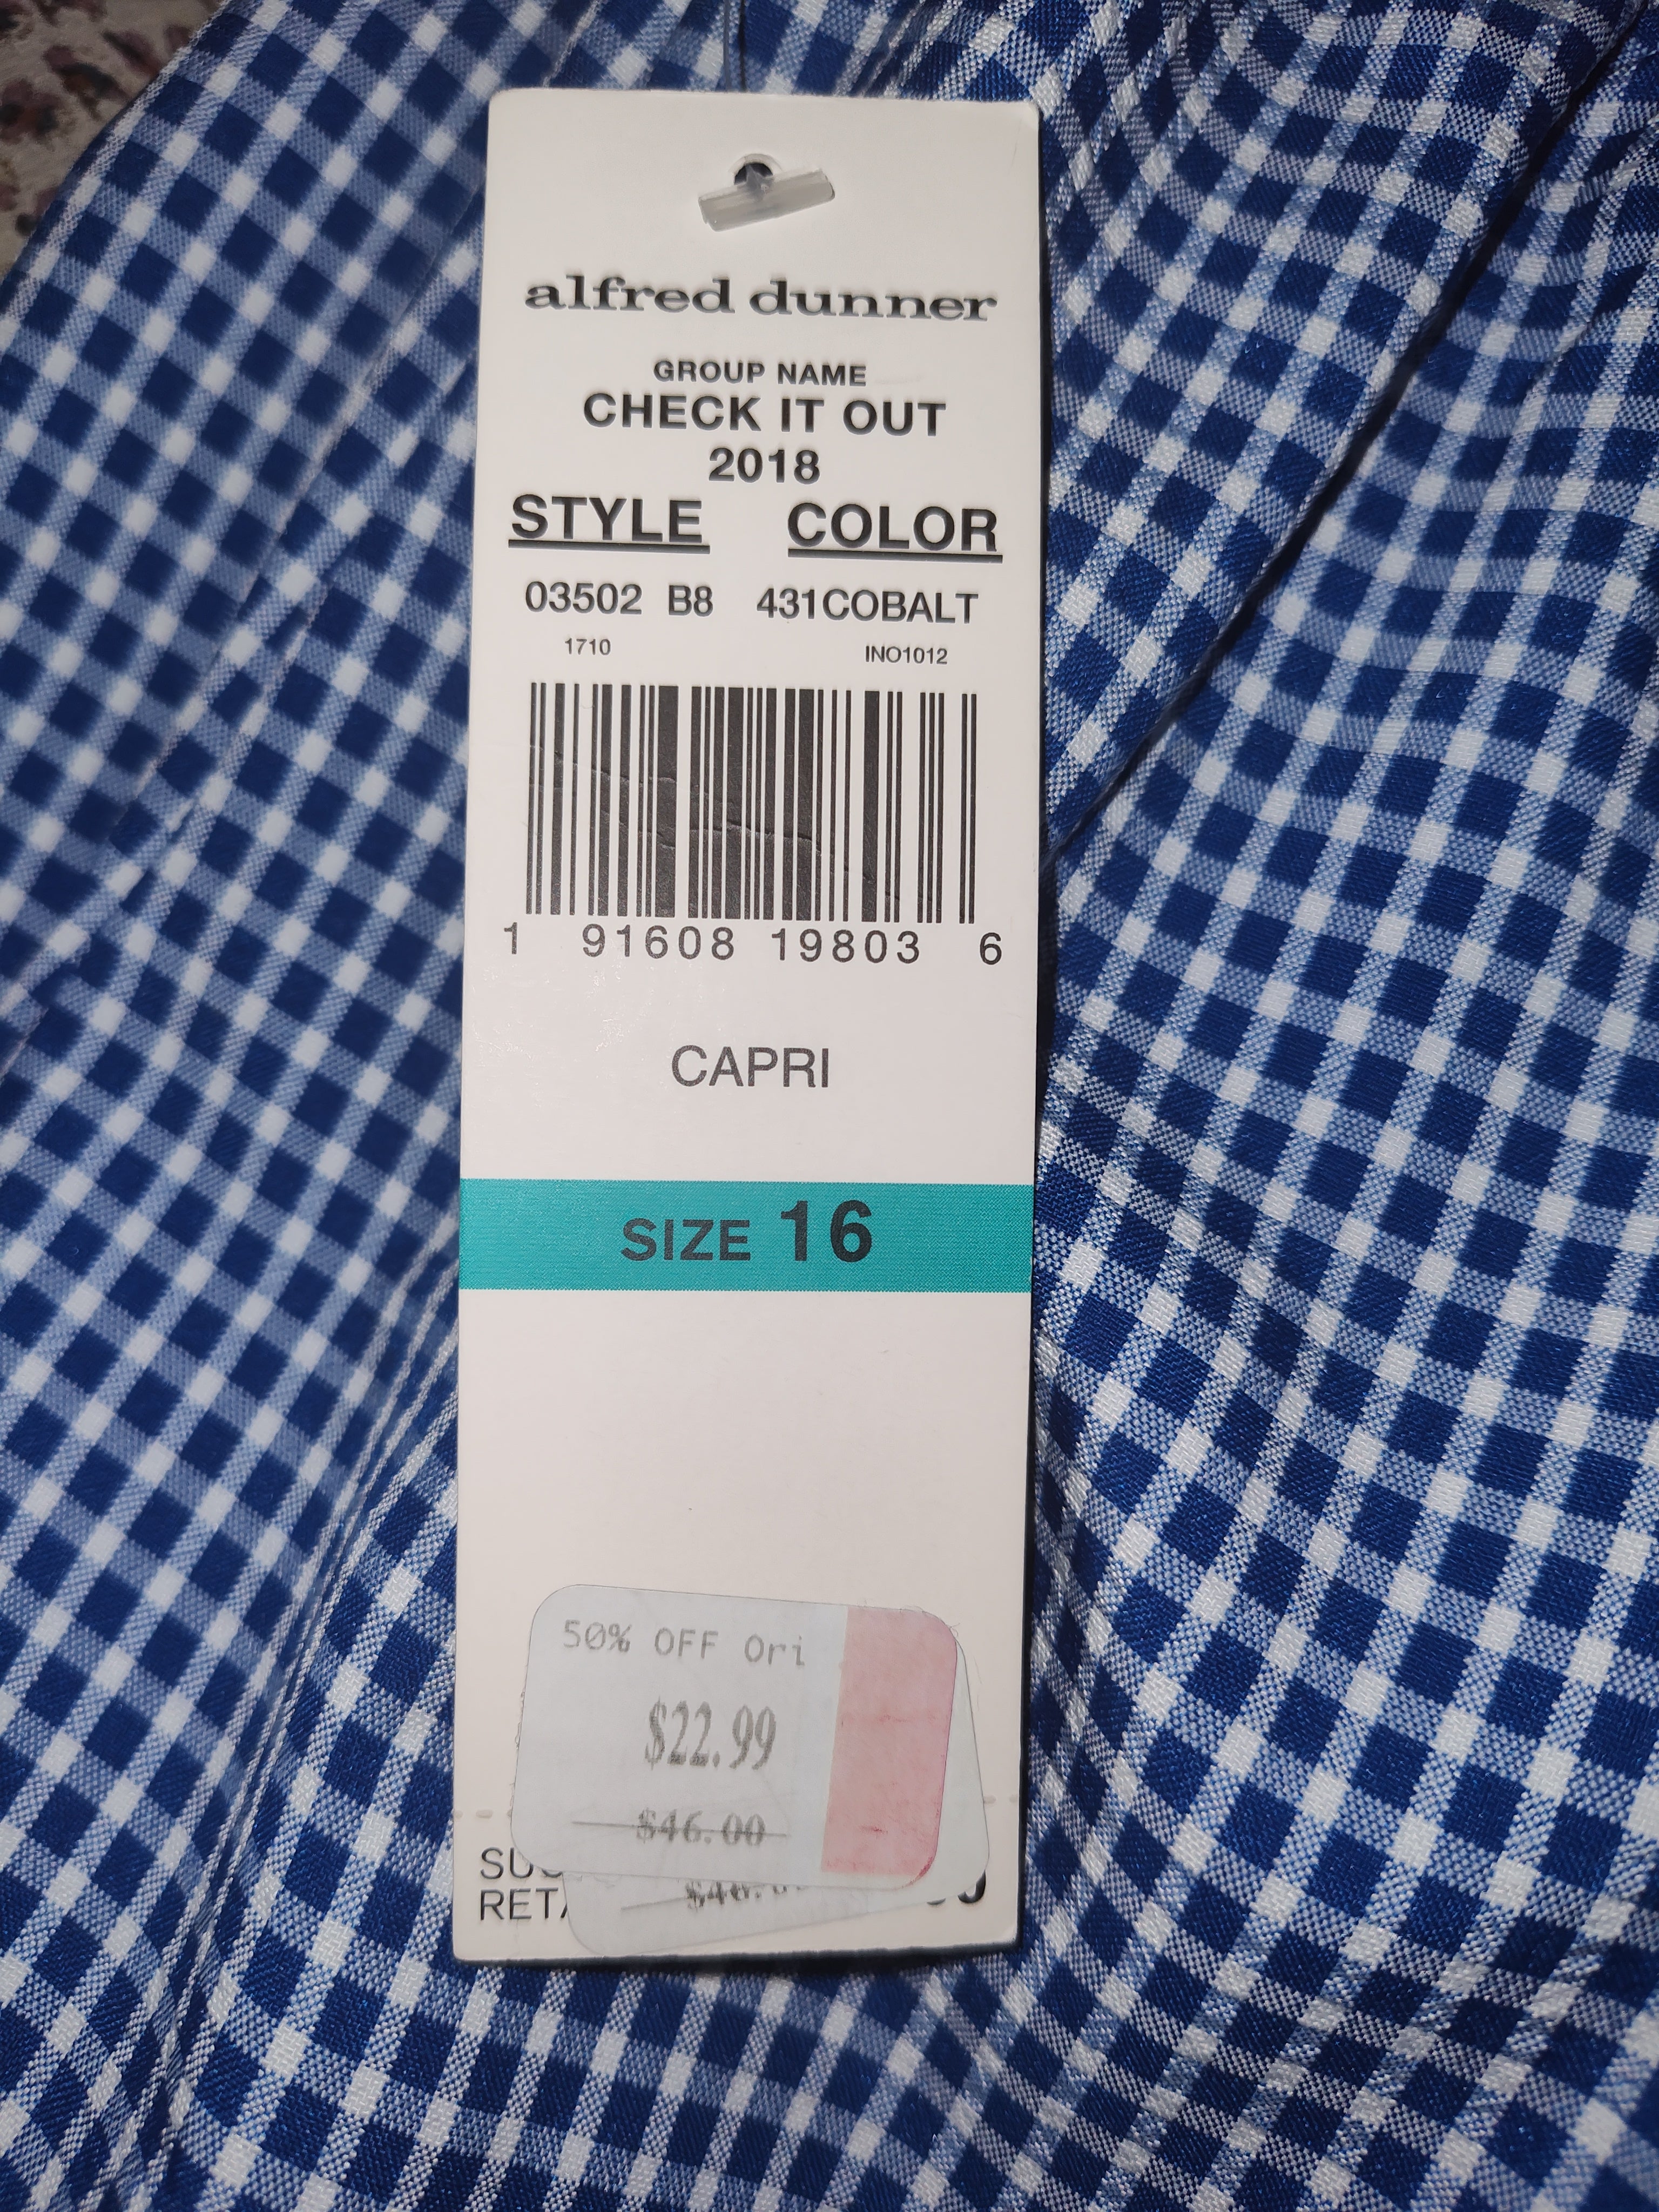 alfred dunner
GROUP NAME
CHECK IT OUT
2018
STYLE COLOR
03502 B8 431COBALT
1710 INO1012
1 91608 19803 6
CAPRI
SIZE 16
50% OFF Ori
$22.99
$46.00